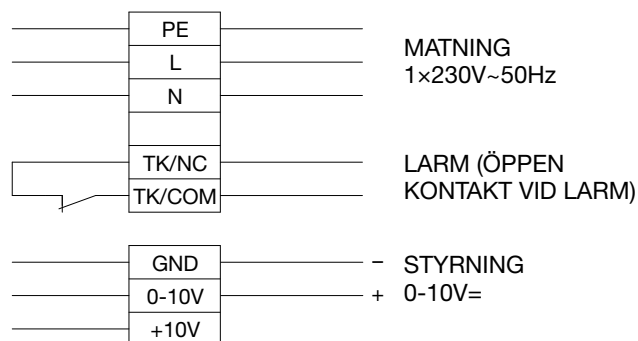 PE
L
N
MATNING
1×230V~50Hz
TK/NC
TK/COM
LARM (ÖPPEN
KONTAKT VID LARM)
GND
0-10V
+10V
− STYRNING
+ 0-10V=